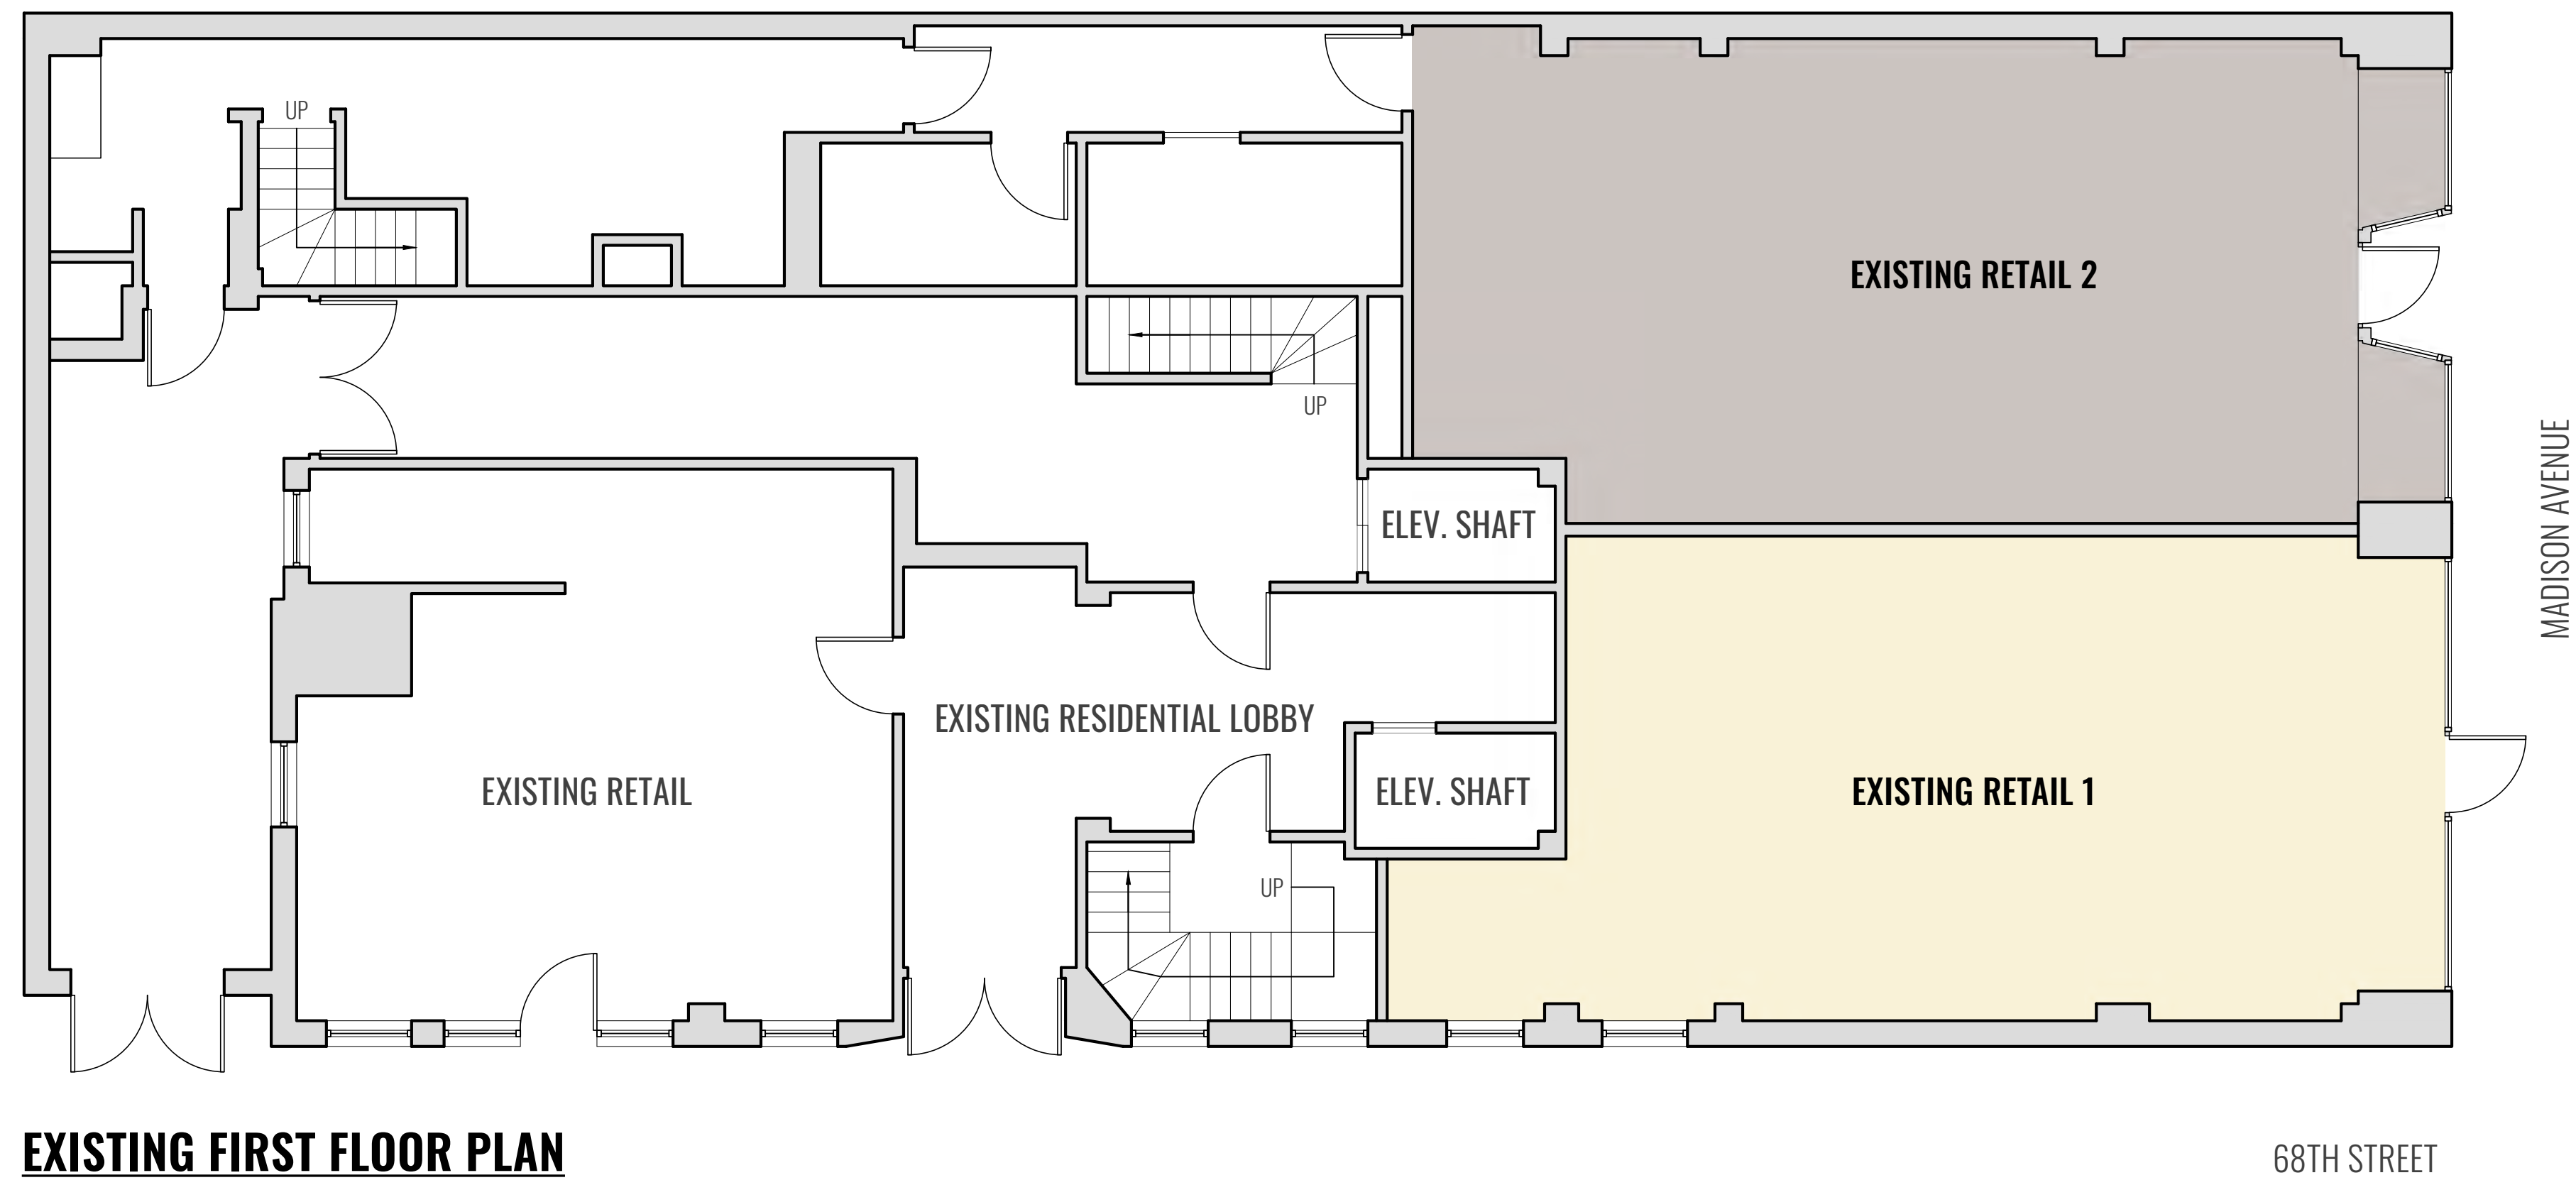 UP
EXISTING RETAIL 2
UP
MADISON AVENUE
ELEV. SHAFT
EXISTING RESIDENTIAL LOBBY
EXISTING RETAIL
ELEV. SHAFT
EXISTING RETAIL 1
UP
EXISTING FIRST FLOOR PLAN
68TH STREET